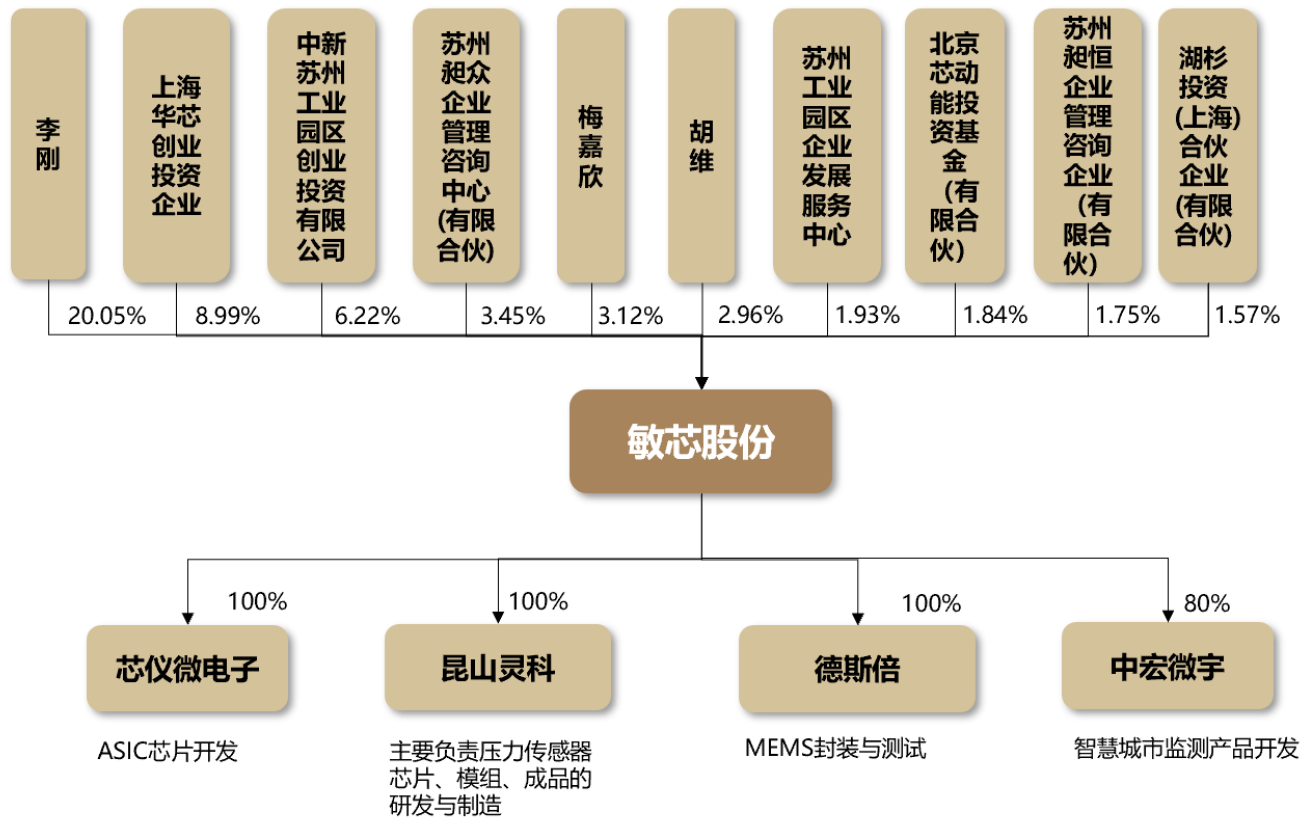 李
刚
上海
华芯
创业
投资
企业
中新
苏州
工业
园区
创业
投资
有限
公司
苏州
昶众
企业
管理
咨询
中心
(有限
合伙)
梅
嘉
欣
胡
维
苏州
工业
园区
企业
发展
服务
中心
北京
芯动
能投
资基
金
（有
限合
伙）
苏州
昶恒
企业
管理
咨询
企业
（有
限合
伙）
湖杉
投资
(上海)
合伙
企业
(有限
合伙)
20.05%
8.99%
6.22%
3.45%
3.12%
2.96%
1.93%
1.84%
1.75%
1.57%
敏芯股份
100%
100%
100%
80%
芯仪微电子
昆山灵科
德斯倍
中宏微宇
ASIC芯片开发
主要负责压力传感器
芯片、模组、成品的
研发与制造
MEMS封装与测试
智慧城市监测产品开发